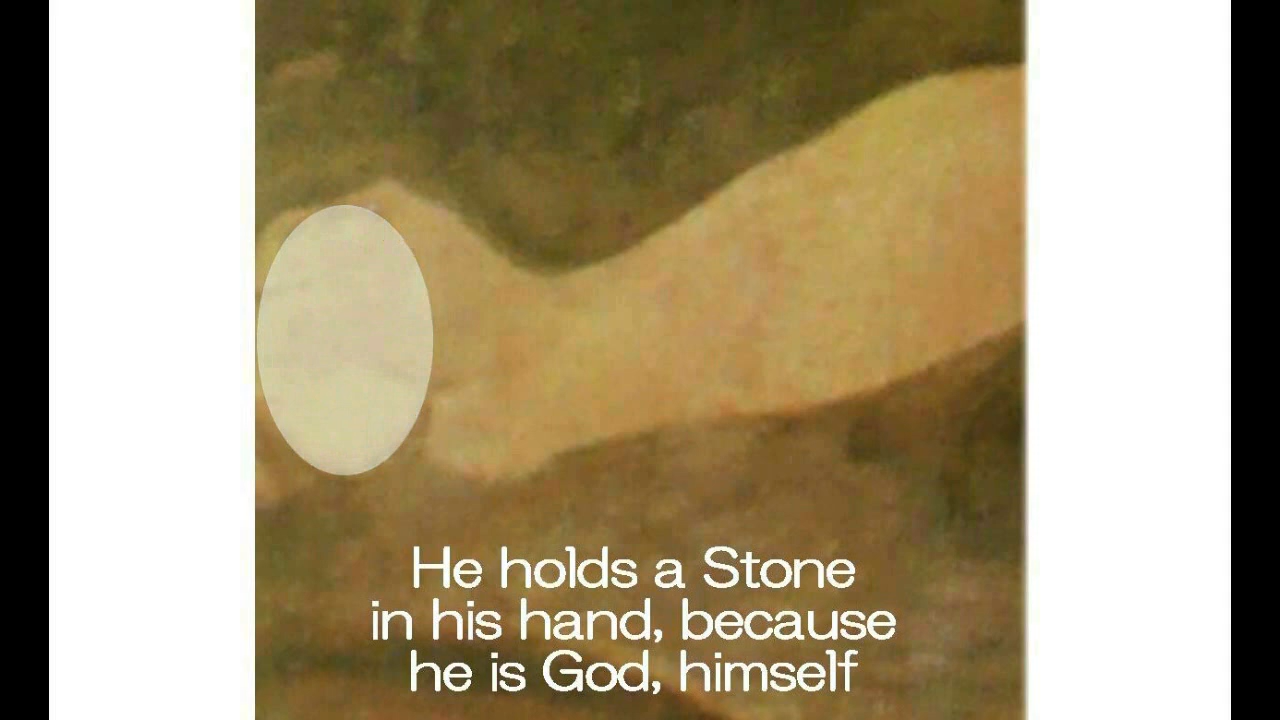 He holds a Stone
in his hand, because
he is God, himself